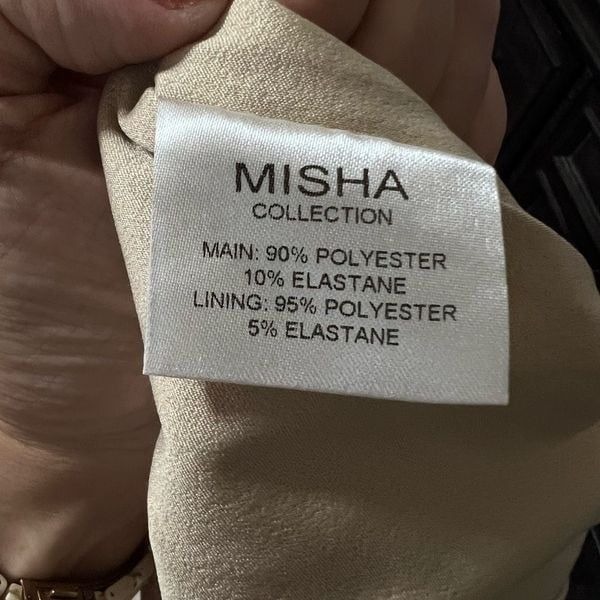 MISHA
COLLECTION
MAIN: 90% POLYESTER
10% ELASTANE
LINING: 95% POLYESTER
5% ELASTANE